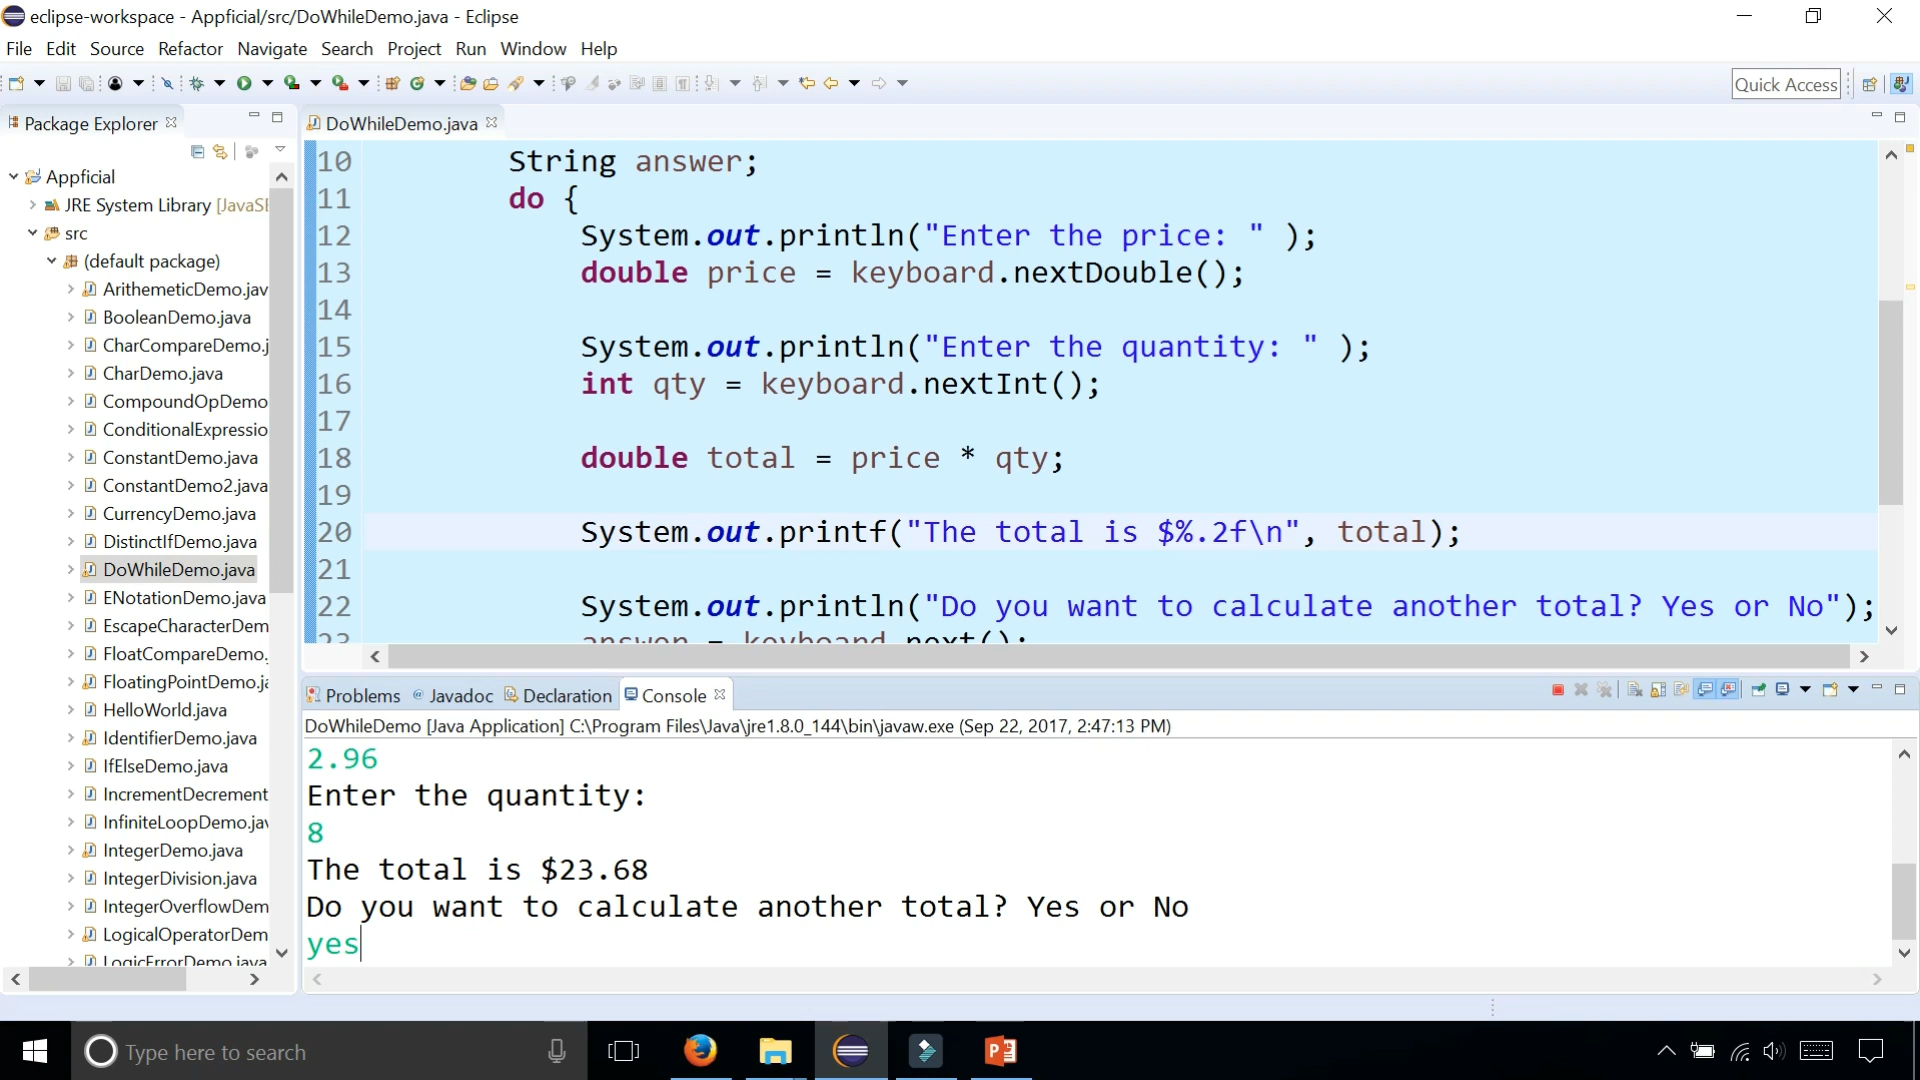 eclipse-workspace - Appficial/src/DoWhileDemo.java - Eclipse
File Edit Source Refactor Navigate Search Project Run Window Help
Quick Access
Package Explorer
Appficial
JRE System Library [JavaSE
src
(default package)
ArithemeticDemo.jav
BooleanDemo.java
CharCompareDemo.j
CharDemo.java
CompoundOpDemo
ConditionalExpressio
ConstantDemo.java
ConstantDemo2.java
CurrencyDemo.java
DistinctIfDemo.java
DoWhileDemo.java
ENotationDemo.java
EscapeCharacterDem
FloatCompareDemo.
FloatingPointDemo.ja
HelloWorld.java
IdentifierDemo.java
IfElseDemo.java
IncrementDecrement
InfiniteLoopDemo.jav
IntegerDemo.java
IntegerDivision.java
IntegerOverflowDem
LogicalOperatorDem
LogicErrorDemo.java
DoWhileDemo.java
10 String answer;
11 do {
12 System.out.println("Enter the price: " );
13 double price = keyboard.nextDouble();
14
15 System.out.println("Enter the quantity: " );
16 int qty = keyboard.nextInt();
17
18 double total = price * qty;
19
20 System.out.printf("The total is $%.2f\n", total);
21
22 System.out.println("Do you want to calculate another total? Yes or No");
23 answer = keyboard.next();
Problems Javadoc Declaration Console
DoWhileDemo [Java Application] C:\Program Files\Java\jre1.8.0_144\bin\javaw.exe (Sep 22, 2017, 2:47:13 PM)
2.96
Enter the quantity:
8
The total is $23.68
Do you want to calculate another total? Yes or No
yes
Type here to search